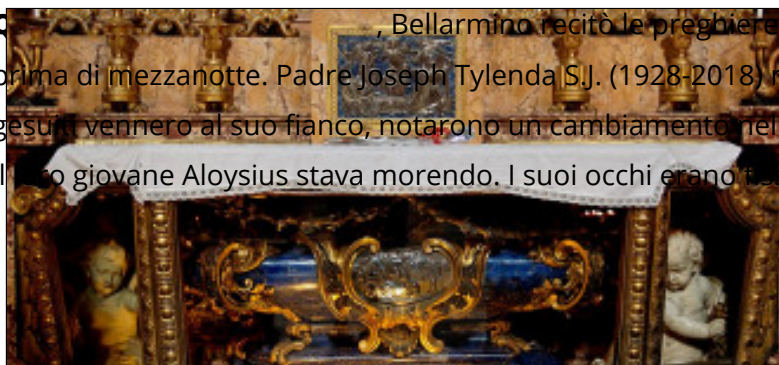 , Bellarmino recitò le preghiere
prima di mezzanotte. Padre Joseph Tylenda S.J. (1928-2018)
gesuiti vennero al suo fianco, notarono un cambiamento nel
giovane Aloysius stava morendo. I suoi occhi erano